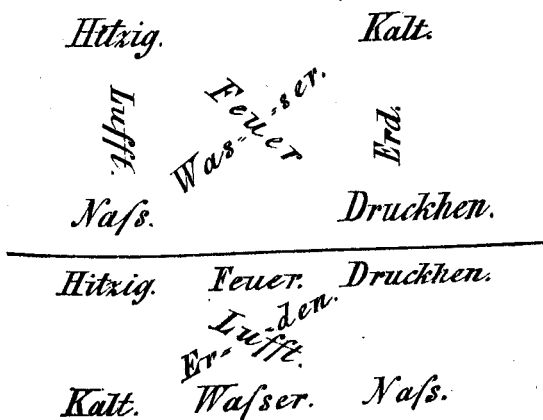 Hitzig. Kalt.
Lufft.
Feuer
Was-ser.
Erd.
Naſs. Druckhen.
Hitzig. Feuer. Druckhen.
Lufft.
Er-den.
Kalt. Waſser. Naſs.